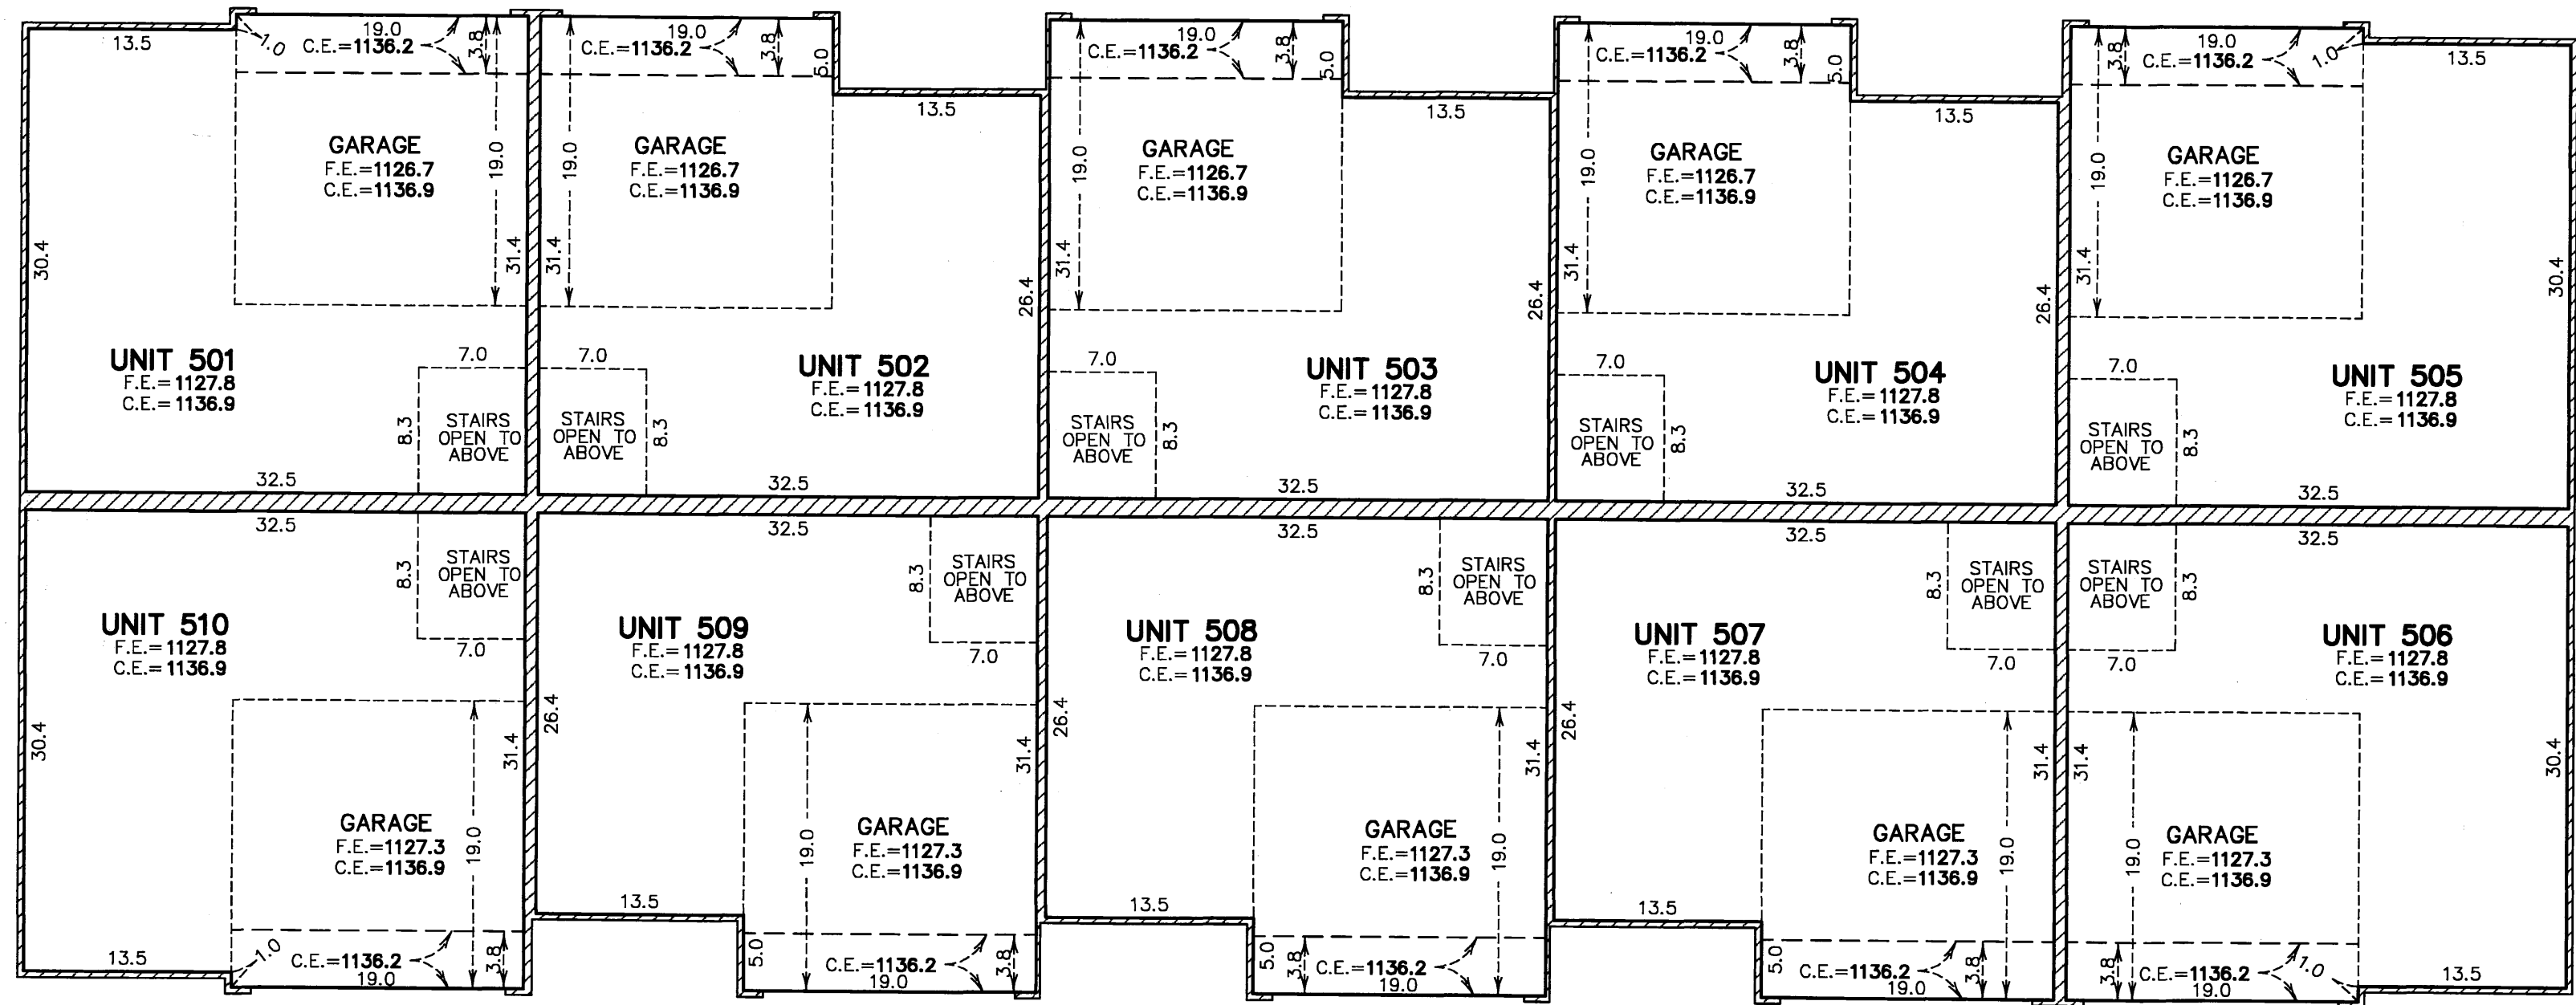 13.5
1.0
19.0
C.E.=1136.2
3.8
GARAGE
F.E.=1126.7
C.E.=1136.9
19.0
31.4
30.4
UNIT 501
F.E.=1127.8
C.E.=1136.9
7.0
8.3
STAIRS
OPEN TO
ABOVE
32.5
19.0
C.E.=1136.2
3.8
5.0
13.5
GARAGE
F.E.=1126.7
C.E.=1136.9
19.0
31.4
26.4
UNIT 502
F.E.=1127.8
C.E.=1136.9
7.0
8.3
STAIRS
OPEN TO
ABOVE
32.5
19.0
C.E.=1136.2
3.8
5.0
13.5
GARAGE
F.E.=1126.7
C.E.=1136.9
19.0
31.4
26.4
UNIT 503
F.E.=1127.8
C.E.=1136.9
7.0
8.3
STAIRS
OPEN TO
ABOVE
32.5
19.0
C.E.=1136.2
3.8
5.0
13.5
GARAGE
F.E.=1126.7
C.E.=1136.9
19.0
31.4
26.4
UNIT 504
F.E.=1127.8
C.E.=1136.9
7.0
8.3
STAIRS
OPEN TO
ABOVE
32.5
19.0
C.E.=1136.2
3.8
1.0
13.5
GARAGE
F.E.=1126.7
C.E.=1136.9
19.0
31.4
30.4
UNIT 505
F.E.=1127.8
C.E.=1136.9
7.0
8.3
STAIRS
OPEN TO
ABOVE
32.5
32.5
STAIRS
OPEN TO
ABOVE
8.3
7.0
UNIT 510
F.E.=1127.8
C.E.=1136.9
30.4
31.4
GARAGE
F.E.=1127.3
C.E.=1136.9
19.0
13.5
1.0
C.E.=1136.2
3.8
19.0
32.5
STAIRS
OPEN TO
ABOVE
8.3
7.0
UNIT 509
F.E.=1127.8
C.E.=1136.9
26.4
31.4
GARAGE
F.E.=1127.3
C.E.=1136.9
19.0
13.5
5.0
C.E.=1136.2
3.8
19.0
32.5
STAIRS
OPEN TO
ABOVE
8.3
7.0
UNIT 508
F.E.=1127.8
C.E.=1136.9
26.4
31.4
GARAGE
F.E.=1127.3
C.E.=1136.9
19.0
13.5
5.0
3.8
C.E.=1136.2
19.0
32.5
STAIRS
OPEN TO
ABOVE
8.3
7.0
UNIT 507
F.E.=1127.8
C.E.=1136.9
26.4
31.4
GARAGE
F.E.=1127.3
C.E.=1136.9
19.0
13.5
5.0
C.E.=1136.2
3.8
19.0
32.5
STAIRS
OPEN TO
ABOVE
8.3
7.0
UNIT 506
F.E.=1127.8
C.E.=1136.9
31.4
30.4
GARAGE
F.E.=1127.3
C.E.=1136.9
19.0
3.8
C.E.=1136.2
1.0
19.0
13.5